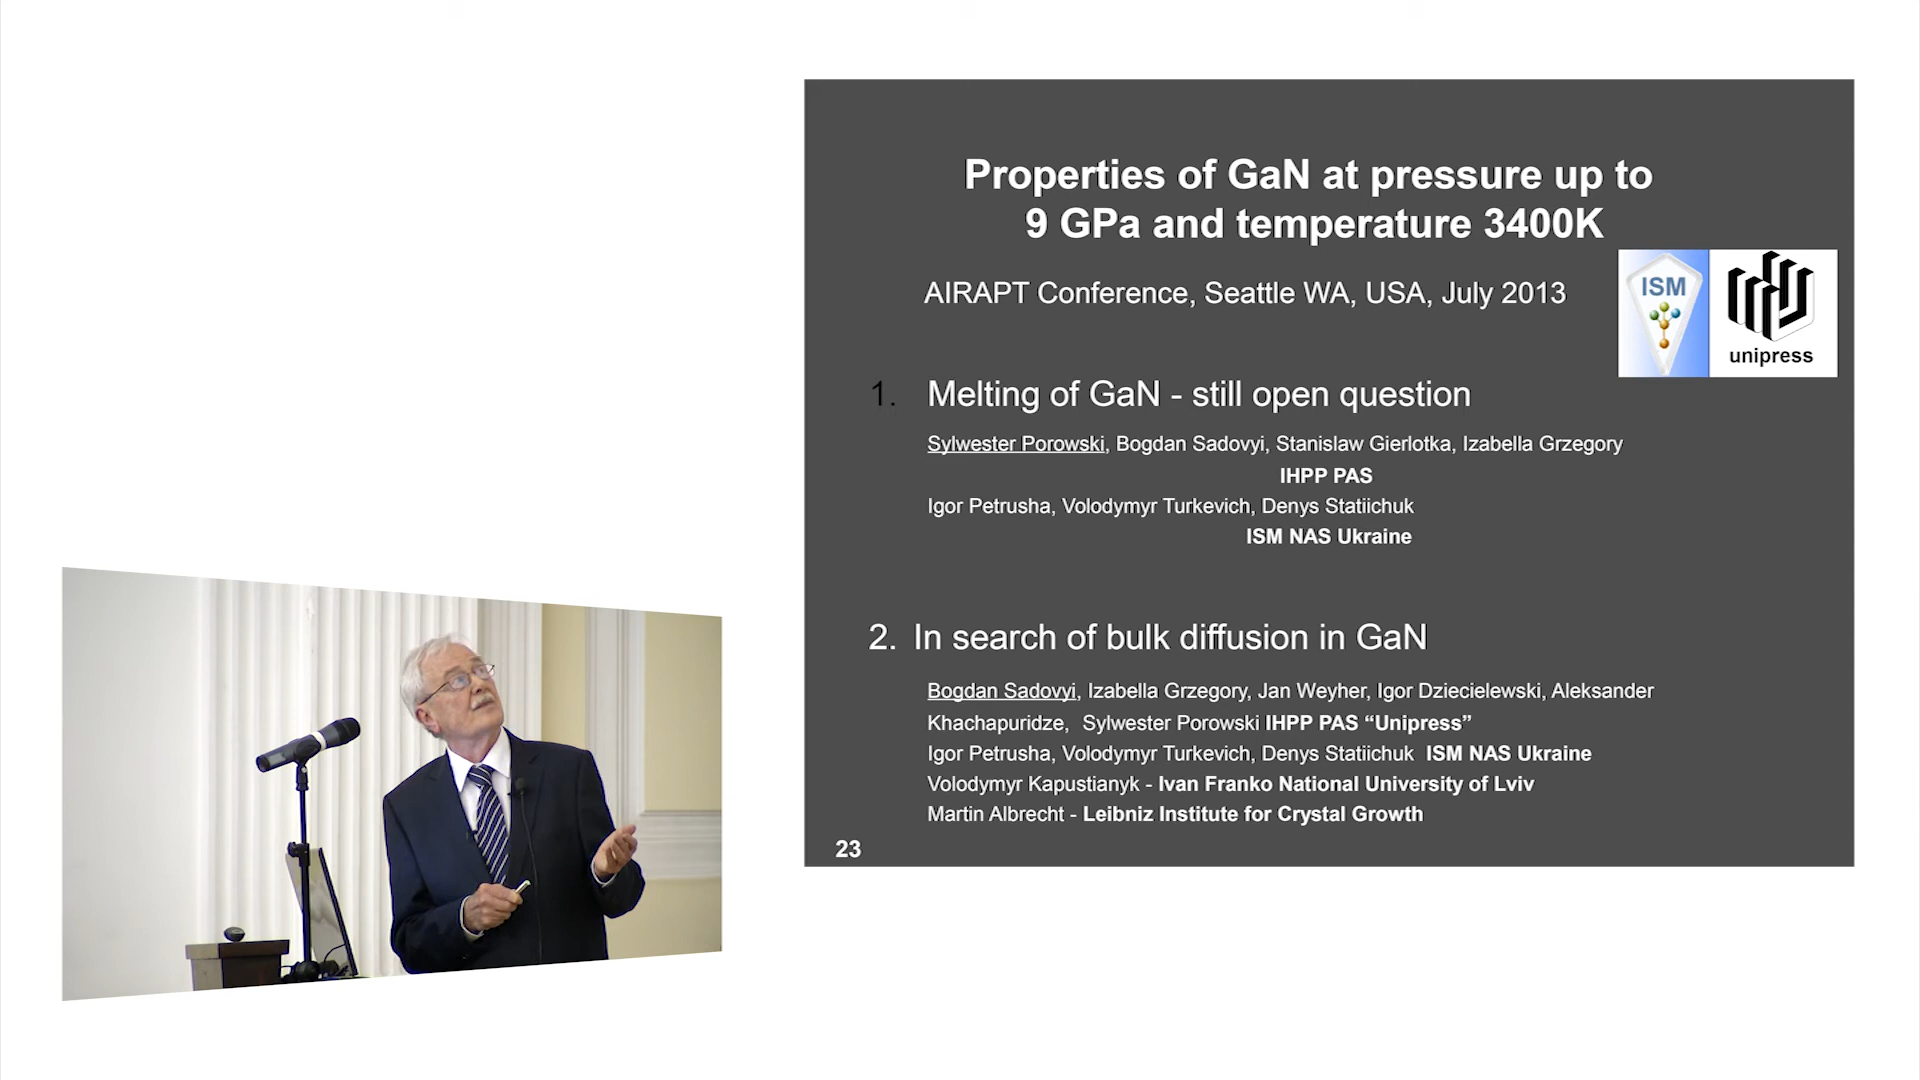 Properties of GaN at pressure up to
9 GPa and temperature 3400K
AIRAPT Conference, Seattle WA, USA, July 2013
ISM
unipress
1. Melting of GaN - still open question
Sylwester Porowski, Bogdan Sadovyi, Stanislaw Gierlotka, Izabella Grzegory
IHPP PAS
Igor Petrusha, Volodymyr Turkevich, Denys Statiichuk
ISM NAS Ukraine
2. In search of bulk diffusion in GaN
Bogdan Sadovyi, Izabella Grzegory, Jan Weyher, Igor Dziecielewski, Aleksander
Khachapuridze, Sylwester Porowski IHPP PAS “Unipress”
Igor Petrusha, Volodymyr Turkevich, Denys Statiichuk ISM NAS Ukraine
Volodymyr Kapustianyk - Ivan Franko National University of Lviv
Martin Albrecht - Leibniz Institute for Crystal Growth
23